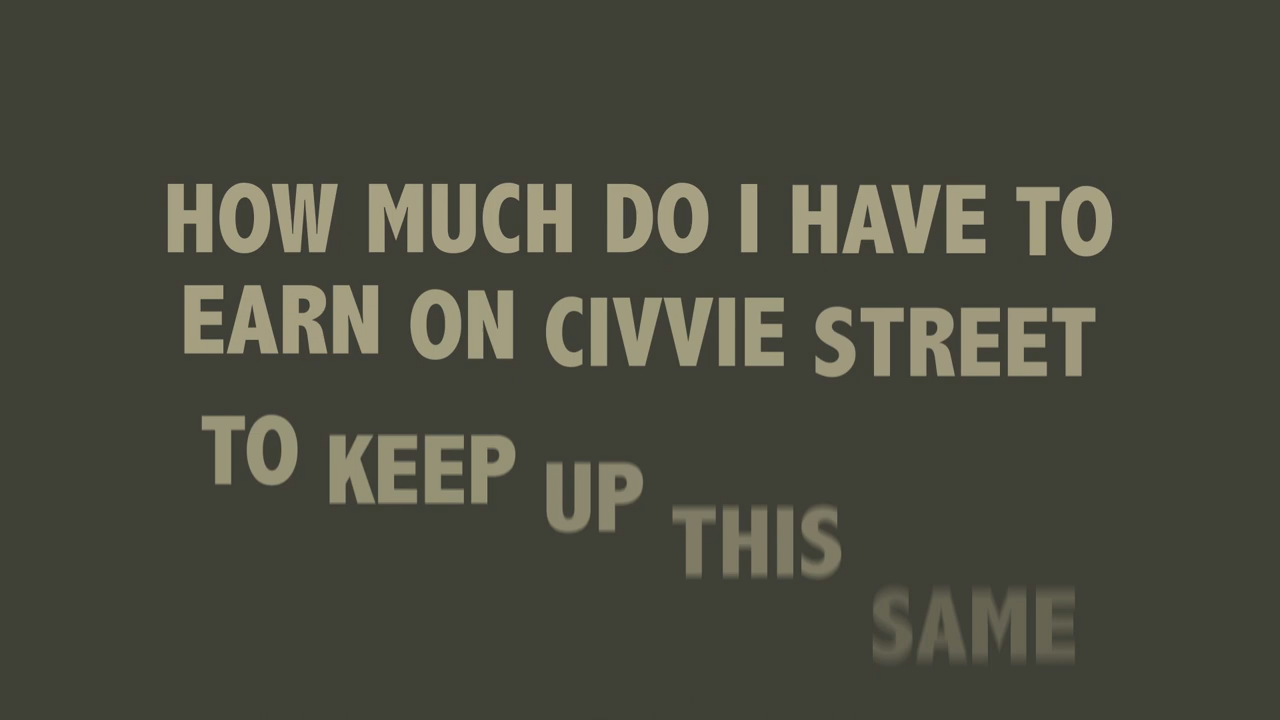 HOW MUCH DO I HAVE TO
EARN ON CIVVIE STREET
TO KEEP UP THIS SAME